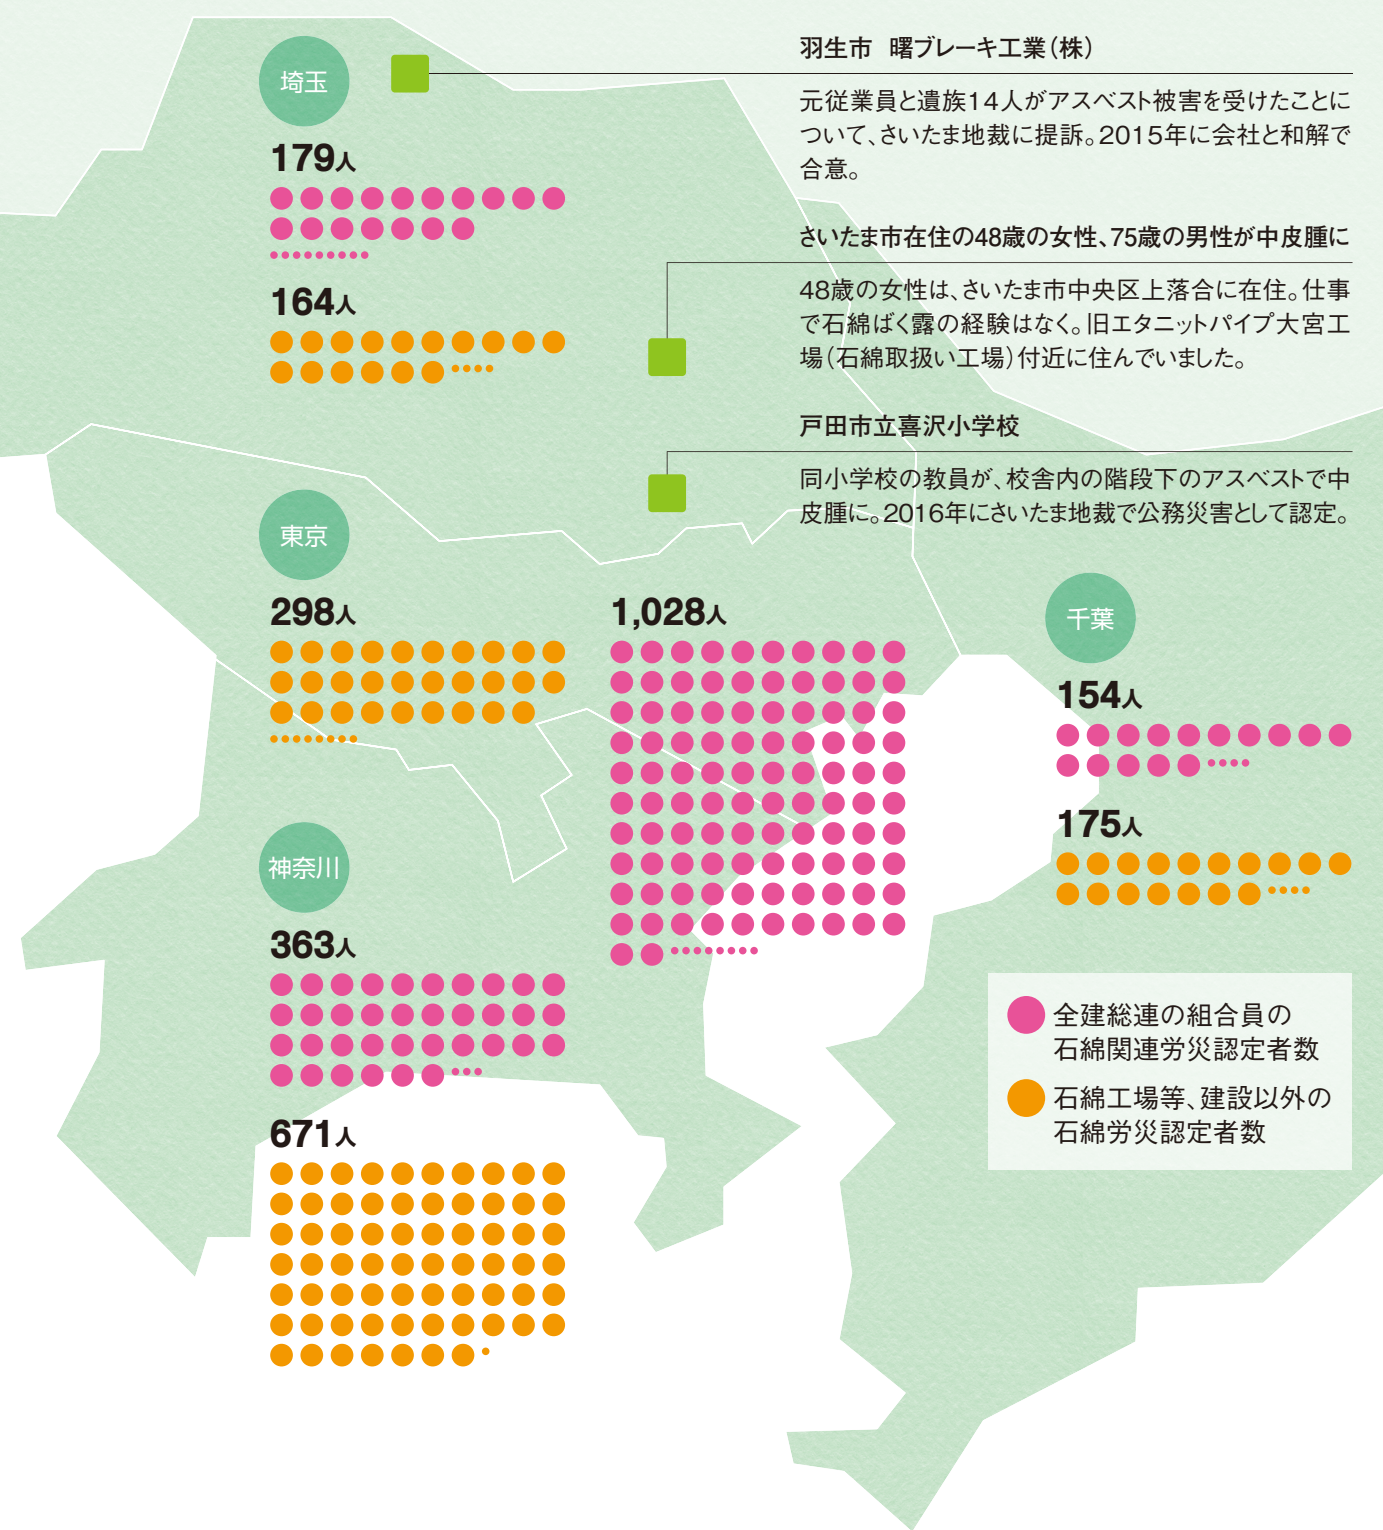 埼玉
179人
164人
羽生市 曙ブレーキ工業(株)
元従業員と遺族14人がアスベスト被害を受けたことに
ついて、さいたま地裁に提訴。2015年に会社と和解で
合意。
さいたま市在住の48歳の女性、75歳の男性が中皮腫に
48歳の女性は、さいたま市中央区上落合に在住。仕事
で石綿ばく露の経験はなく。旧エタニットパイプ大宮工
場(石綿取扱い工場)付近に住んでいました。
戸田市立喜沢小学校
同小学校の教員が、校舎内の階段下のアスベストで中
皮腫に。2016年にさいたま地裁で公務災害として認定。
東京
298人
1,028人
千葉
154人
175人
神奈川
363人
671人
全建総連の組合員の
石綿関連労災認定者数
石綿工場等、建設以外の
石綿労災認定者数